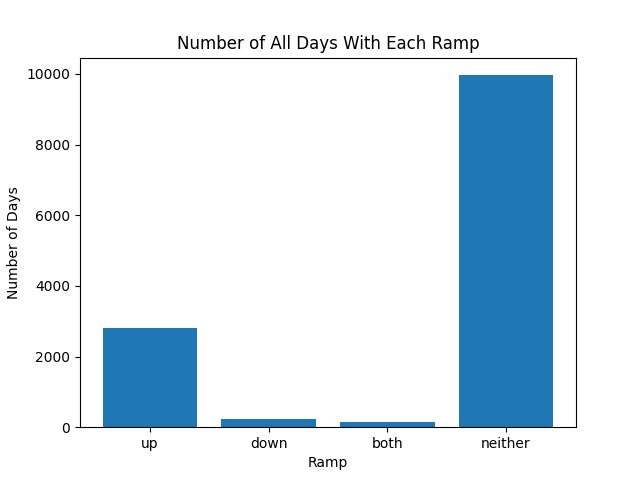 Number of All Days With Each Ramp
10000
8000
6000
4000
2000
0
Number of Days
up down both neither
Ramp